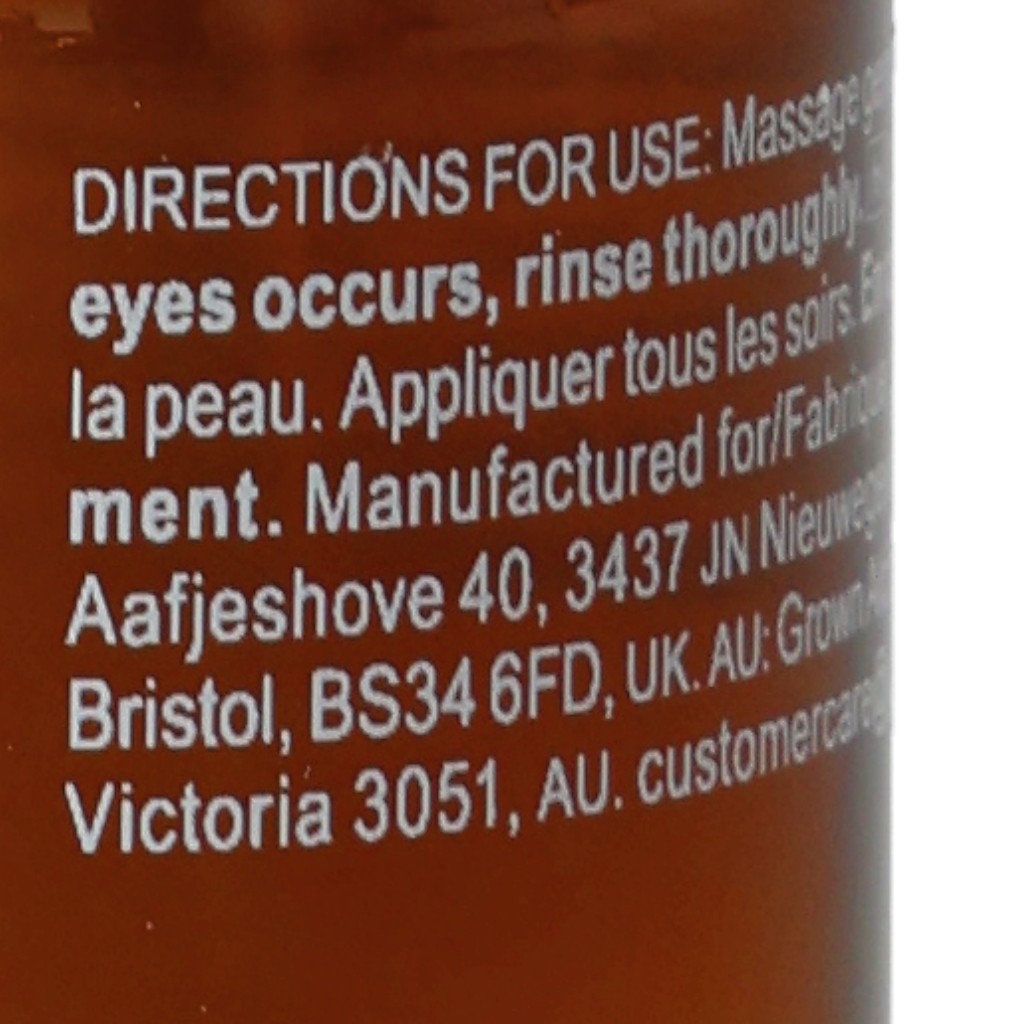 DIRECTIONS FOR USE: Massage
eyes occurs, rinse thoroughly.
la peau. Appliquer tous les soirs.
ment. Manufactured for/
Aafjeshove 40, 3437 JN
Bristol, BS34 6FD, UK. AU: Grown
Victoria 3051, AU.